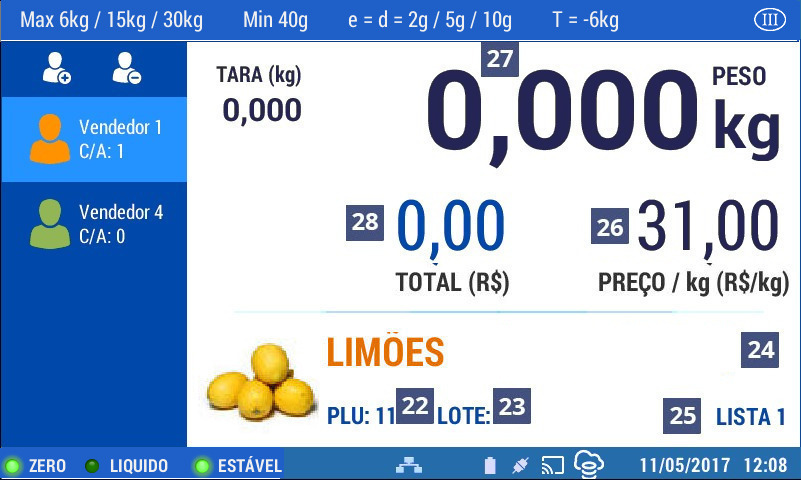 Max 6kg / 15kg / 30kg Min 40g e = d = 2g / 5g / 10g T = -6kg III
TARA (kg)
0,000
27
0,000
PESO
kg
Vendedor 1
C/A: 1
Vendedor 4
C/A: 0
28 0,00
TOTAL (R$)
26 31,00
PREÇO / kg (R$/kg)
LIMÕES
24
PLU: 11 22 LOTE: 23
25 LISTA 1
ZERO LIQUIDO ESTÁVEL 11/05/2017 12:08